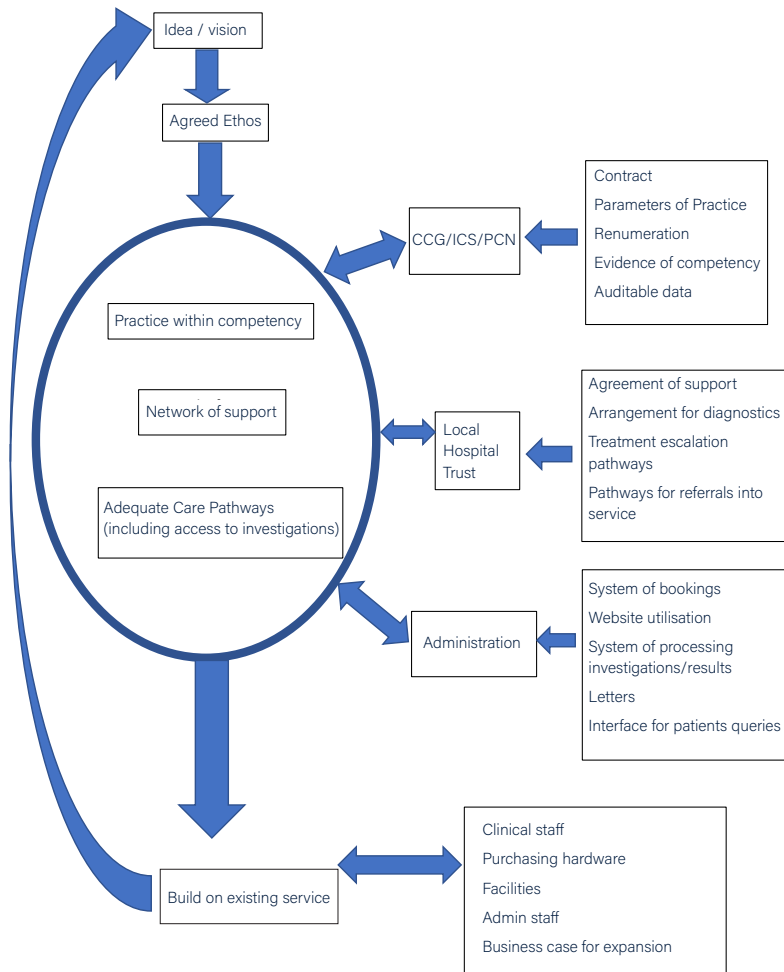 Idea / vision
Agreed Ethos
CCG/ICS/PCN
Contract
Parameters of Practice
Renumeration
Evidence of competency
Auditable data
Practice within competency
Network of support
Adequate Care Pathways
(including access to investigations)
Local
Hospital
Trust
Agreement of support
Arrangement for diagnostics
Treatment escalation
pathways
Pathways for referrals into
service
Administration
System of bookings
Website utilisation
System of processing
investigations/results
Letters
Interface for patients queries
Build on existing service
Clinical staff
Purchasing hardware
Facilities
Admin staff
Business case for expansion